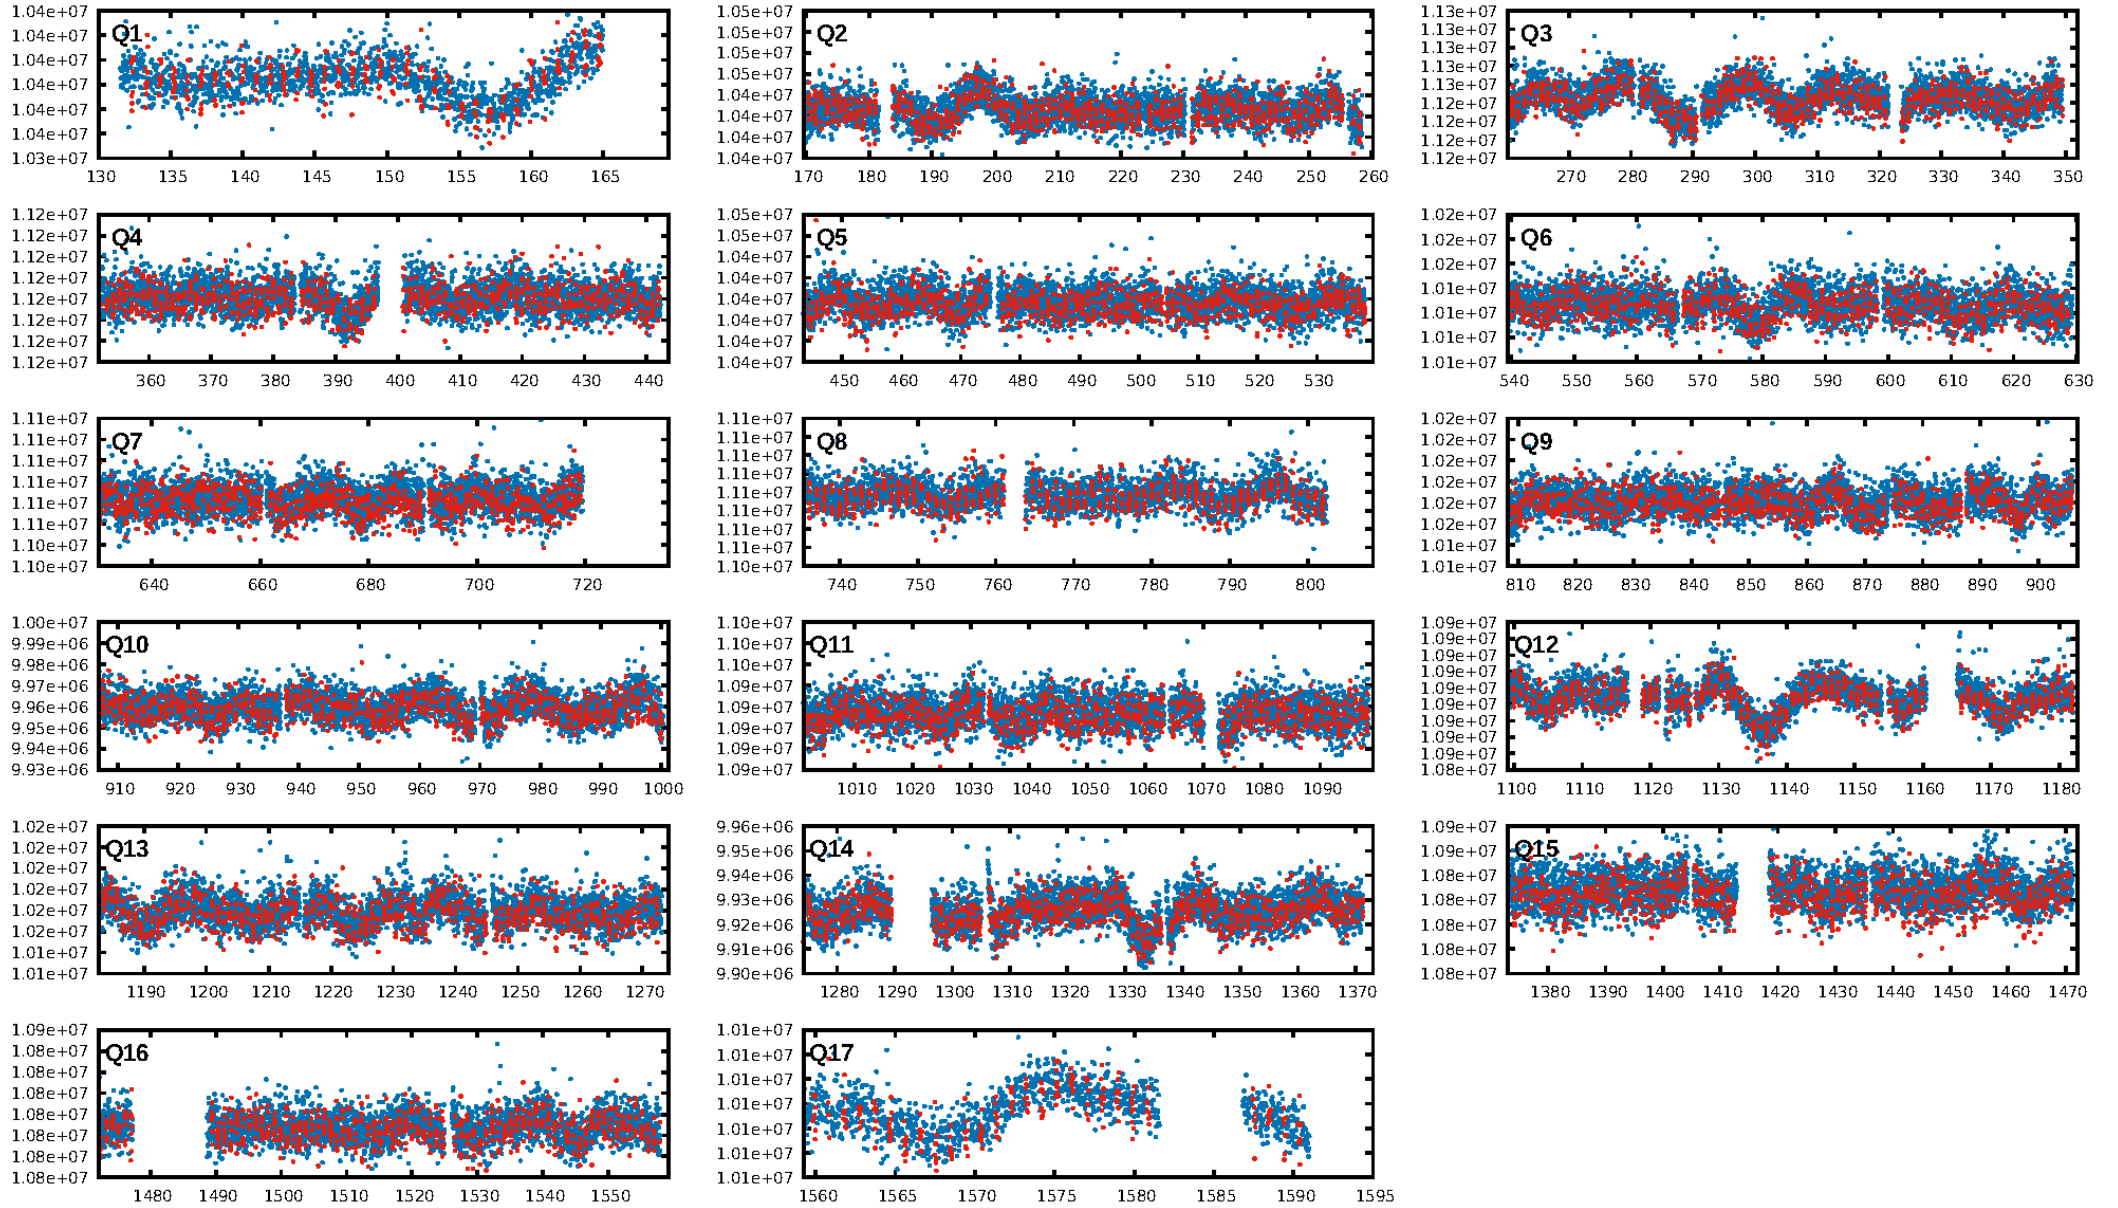 1.04e+07 1.05e+07 1.13e+07
Q1 Q2 Q3
1.04e+07 1.05e+07 1.13e+07
1.04e+07 1.05e+07 1.13e+07
1.04e+07 1.05e+07 1.13e+07
1.04e+07 1.04e+07 1.13e+07
1.04e+07 1.04e+07 1.12e+07
1.03e+07 1.04e+07 1.12e+07
1.04e+07 1.12e+07
1.12e+07
130 135 140 145 150 155 160 165
170 180 190 200 210 220 230 240 250 260
270 280 290 300 310 320 330 340 350
1.12e+07 1.05e+07 1.02e+07
Q4 Q5 Q6
1.12e+07 1.05e+07 1.02e+07
1.12e+07 1.04e+07 1.01e+07
1.12e+07 1.04e+07 1.01e+07
1.12e+07 1.04e+07 1.01e+07
1.12e+07 1.04e+07 1.01e+07
1.12e+07 1.04e+07 1.01e+07
1.12e+07 1.04e+07
360 370 380 390 400 410 420 430 440
450 460 470 480 490 500 510 520 530
540 550 560 570 580 590 600 610 620 630
1.11e+07 1.11e+07 1.02e+07
Q7 Q8 Q9
1.11e+07 1.11e+07 1.02e+07
1.11e+07 1.11e+07 1.02e+07
1.11e+07 1.11e+07 1.02e+07
1.11e+07 1.11e+07 1.02e+07
1.11e+07 1.11e+07 1.02e+07
1.10e+07 1.11e+07 1.01e+07
1.10e+07 1.11e+07 1.01e+07
1.10e+07
640 660 680 700 720
740 750 760 770 780 790 800
810 820 830 840 850 860 870 880 890 900
1.00e+07 1.10e+07 1.09e+07
Q10 Q11 Q12
9.99e+06 1.10e+07 1.09e+07
9.98e+06 1.10e+07 1.09e+07
9.97e+06 1.09e+07 1.09e+07
9.96e+06 1.09e+07 1.09e+07
9.95e+06 1.09e+07 1.09e+07
9.94e+06 1.09e+07 1.09e+07
9.93e+06 1.09e+07 1.09e+07
1.09e+07
1.08e+07
910 920 930 940 950 960 970 980 990 1000
1010 1020 1030 1040 1050 1060 1070 1080 1090
1100 1110 1120 1130 1140 1150 1160 1170 1180
1.02e+07 9.96e+06 1.09e+07
Q13 Q14 Q15
1.02e+07 9.95e+06 1.09e+07
1.02e+07 9.94e+06 1.08e+07
1.02e+07 9.93e+06 1.08e+07
1.02e+07 9.92e+06 1.08e+07
1.02e+07 9.91e+06 1.08e+07
1.01e+07 9.90e+06 1.08e+07
1.01e+07
1190 1200 1210 1220 1230 1240 1250 1260 1270
1280 1290 1300 1310 1320 1330 1340 1350 1360 1370
1380 1390 1400 1410 1420 1430 1440 1450 1460 1470
1.09e+07 1.01e+07
Q16 Q17
1.08e+07 1.01e+07
1.08e+07 1.01e+07
1.08e+07 1.01e+07
1.08e+07 1.01e+07
1.08e+07 1.01e+07
1.08e+07 1.01e+07
1.08e+07
1480 1490 1500 1510 1520 1530 1540 1550
1560 1565 1570 1575 1580 1585 1590 1595